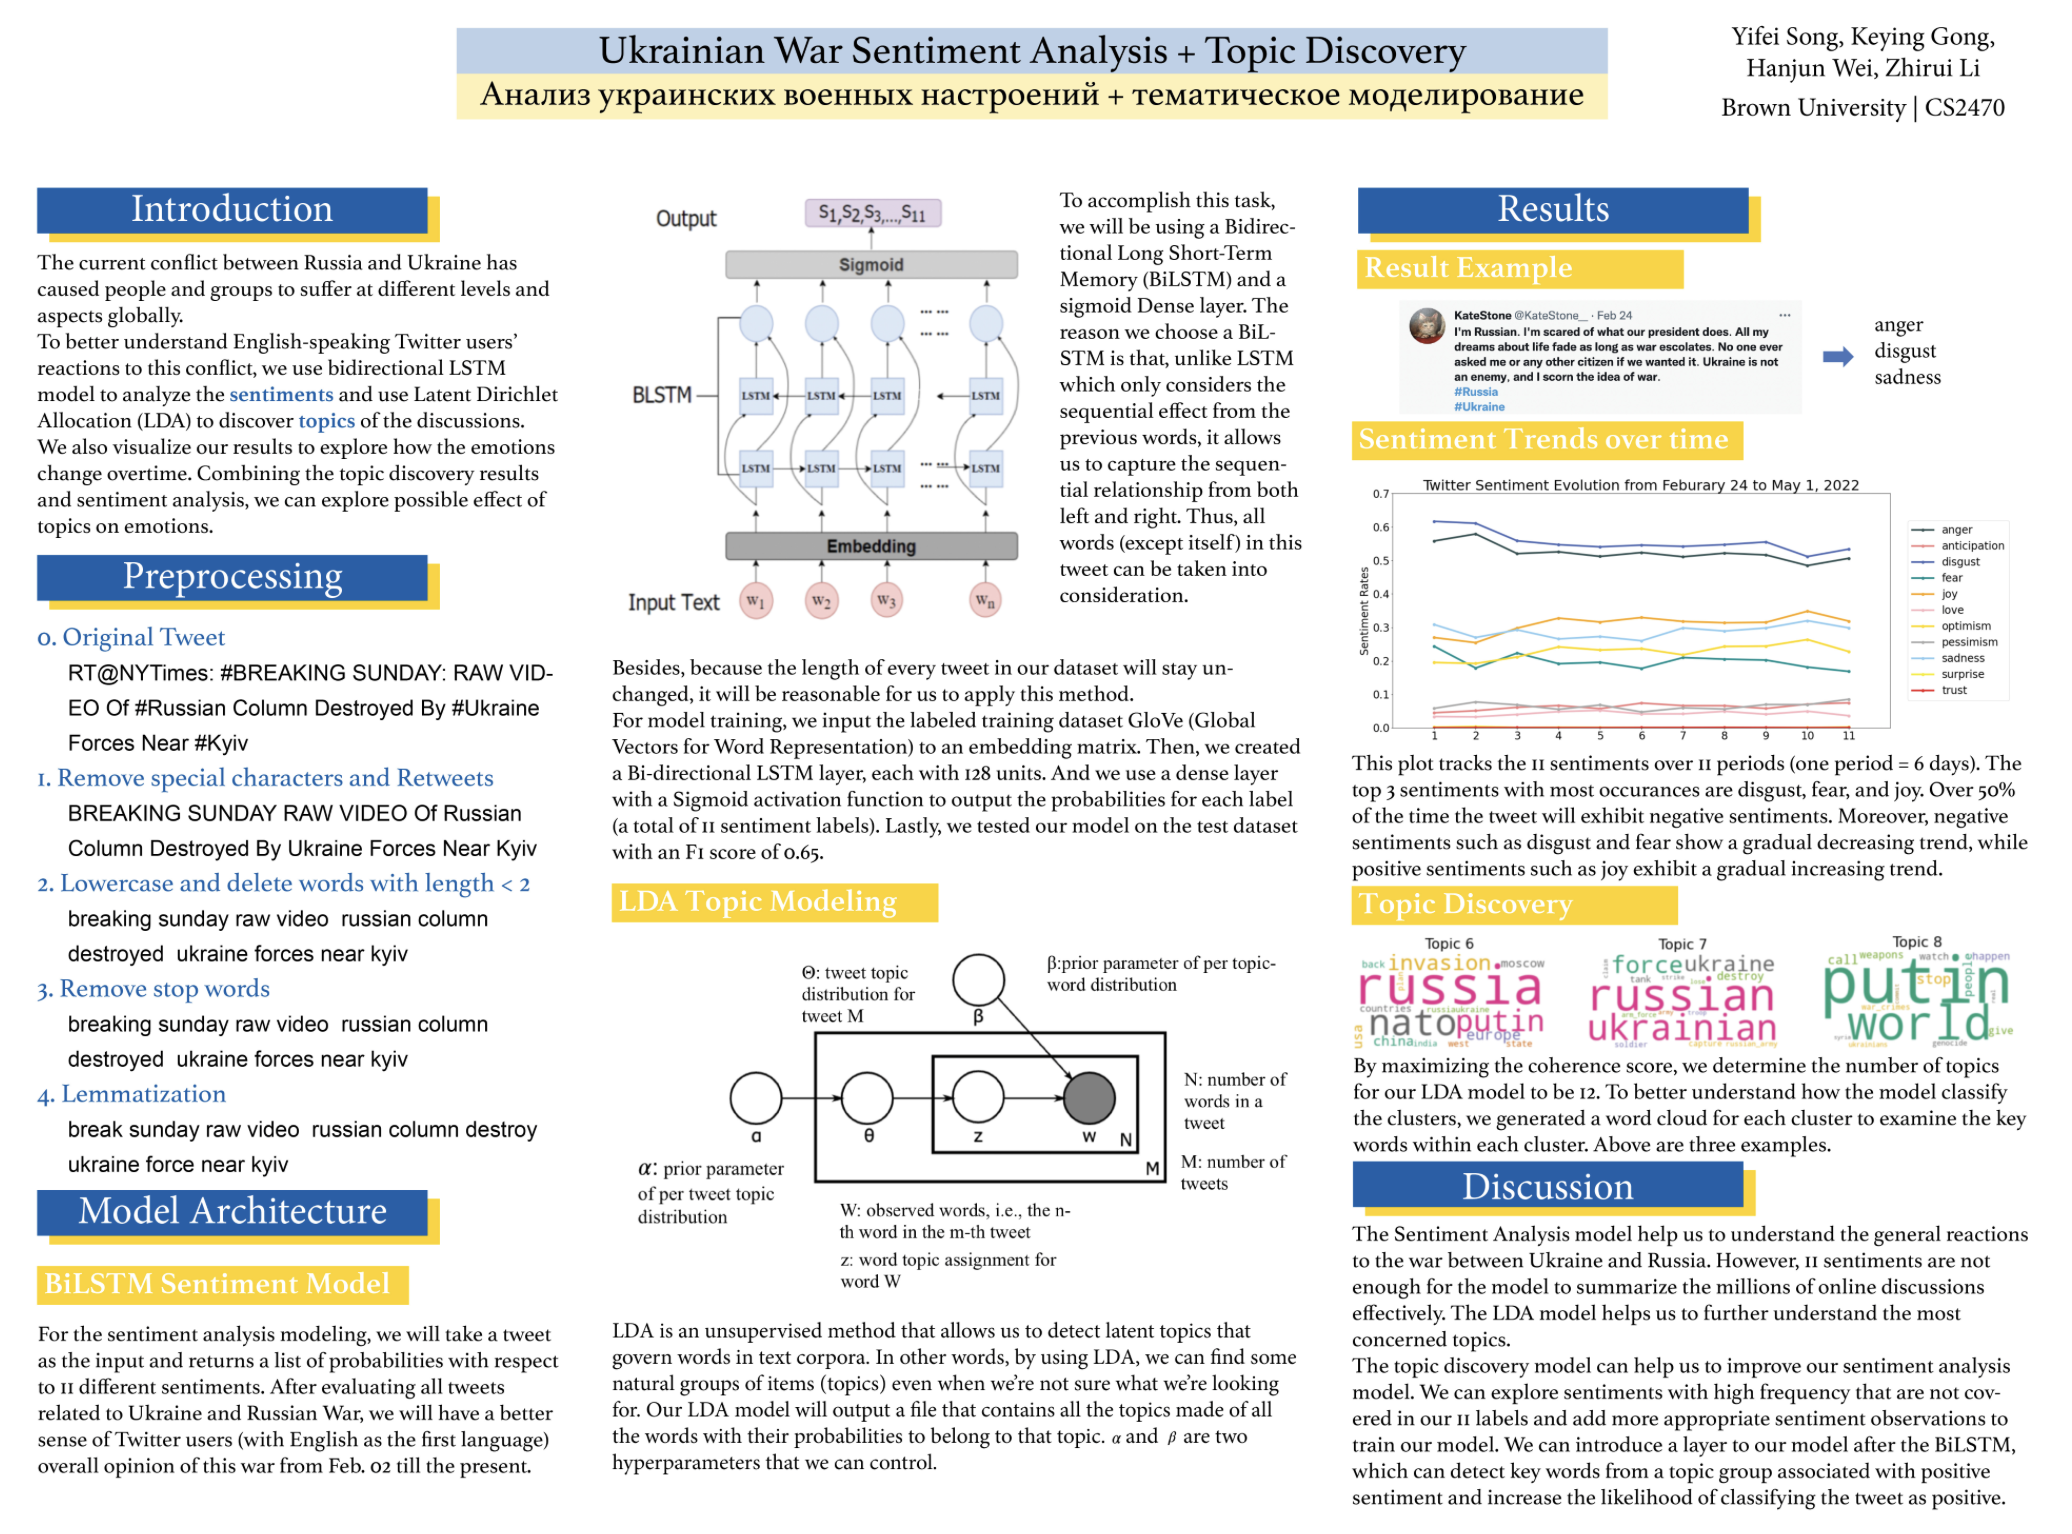 Ukrainian War Sentiment Analysis + Topic Discovery
Анализ украинских военных настроений + тематическое моделирование
Yifei Song, Keying Gong,
Hanjun Wei, Zhirui Li
Brown University | CS2470
Introduction
The current conflict between Russia and Ukraine has
caused people and groups to suffer at different levels and
aspects globally.
To better understand English-speaking Twitter users'
reactions to this conflict, we use bidirectional LSTM
model to analyze the sentiments and use Latent Dirichlet
Allocation (LDA) to discover topics of the discussions.
We also visualize our results to explore how the emotions
change overtime. Combining the topic discovery results
and sentiment analysis, we can explore possible effect of
topics on emotions.
Preprocessing
0. Original Tweet
RT@NYTimes: #BREAKING SUNDAY: RAW VID-
EO Of #Russian Column Destroyed By #Ukraine
Forces Near #Kyiv
1. Remove special characters and Retweets
BREAKING SUNDAY RAW VIDEO Of Russian
Column Destroyed By Ukraine Forces Near Kyiv
2. Lowercase and delete words with length < 2
breaking sunday raw video russian column
destroyed ukraine forces near kyiv
3. Remove stop words
breaking sunday raw video russian column
destroyed ukraine forces near kyiv
4. Lemmatization
break sunday raw video russian column destroy
ukraine force near kyiv
Model Architecture
BiLSTM Sentiment Model
For the sentiment analysis modeling, we will take a tweet
as the input and returns a list of probabilities with respect
to 11 different sentiments. After evaluating all tweets
related to Ukraine and Russian War, we will have a better
sense of Twitter users (with English as the first language)
overall opinion of this war from Feb. 02 till the present.
Output
S1,S2,S3,...,S11
Sigmoid
BLSTM
LSTM LSTM LSTM LSTM
LSTM LSTM LSTM LSTM
Embedding
Input Text
w1 w2 w3 wn
To accomplish this task,
we will be using a Bidirec-
tional Long Short-Term
Memory (BiLSTM) and a
sigmoid Dense layer. The
reason we choose a BiL-
STM is that, unlike LSTM
which only considers the
sequential effect from the
previous words, it allows
us to capture the sequen-
tial relationship from both
left and right. Thus, all
words (except itself) in this
tweet can be taken into
consideration.
Besides, because the length of every tweet in our dataset will stay un-
changed, it will be reasonable for us to apply this method.
For model training, we input the labeled training dataset GloVe (Global
Vectors for Word Representation) to an embedding matrix. Then, we created
a Bi-directional LSTM layer, each with 128 units. And we use a dense layer
with a Sigmoid activation function to output the probabilities for each label
(a total of 11 sentiment labels). Lastly, we tested our model on the test dataset
with an F1 score of 0.65.
LDA Topic Modeling
Θ: tweet topic
distribution for
tweet M
β:prior parameter of per topic-
word distribution
β
α
θ
z
w
N
M
N: number of
words in a
tweet
M: number of
tweets
α: prior parameter
of per tweet topic
distribution
W: observed words, i.e., the n-
th word in the m-th tweet
z: word topic assignment for
word W
LDA is an unsupervised method that allows us to detect latent topics that
govern words in text corpora. In other words, by using LDA, we can find some
natural groups of items (topics) even when we're not sure what we're looking
for. Our LDA model will output a file that contains all the topics made of all
the words with their probabilities to belong to that topic. α and β are two
hyperparameters that we can control.
Results
Result Example
KateStone @KateStone__ · Feb 24
I'm Russian. I'm scared of what our president does. All my
dreams about life fade as long as war escolates. No one ever
asked me or any other citizen if we wanted it. Ukraine is not
an enemy, and I scorn the idea of war.
#Russia
#Ukraine
anger
disgust
sadness
Sentiment Trends over time
Twitter Sentiment Evolution from Feburary 24 to May 1, 2022
Sentiment Rates
0.7
0.6
0.5
0.4
0.3
0.2
0.1
0.0
1 2 3 4 5 6 7 8 9 10 11
anger
anticipation
disgust
fear
joy
love
optimism
pessimism
sadness
surprise
trust
This plot tracks the 11 sentiments over 11 periods (one period = 6 days). The
top 3 sentiments with most occurances are disgust, fear, and joy. Over 50%
of the time the tweet will exhibit negative sentiments. Moreover, negative
sentiments such as disgust and fear show a gradual decreasing trend, while
positive sentiments such as joy exhibit a gradual increasing trend.
Topic Discovery
Topic 6
back invasion moscow
russia
countries russiaukraine
nato putin
usa china india west europe state
Topic 7
force ukraine
claim tank strike lose destroy
russian
arm_force army troop
ukrainian
soldier capture russian_army
Topic 8
call weapons watch happen
putin stop people
war_crimes real
world give
syria ukrainians genocide
By maximizing the coherence score, we determine the number of topics
for our LDA model to be 12. To better understand how the model classify
the clusters, we generated a word cloud for each cluster to examine the key
words within each cluster. Above are three examples.
Discussion
The Sentiment Analysis model help us to understand the general reactions
to the war between Ukraine and Russia. However, 11 sentiments are not
enough for the model to summarize the millions of online discussions
effectively. The LDA model helps us to further understand the most
concerned topics.
The topic discovery model can help us to improve our sentiment analysis
model. We can explore sentiments with high frequency that are not cov-
ered in our 11 labels and add more appropriate sentiment observations to
train our model. We can introduce a layer to our model after the BiLSTM,
which can detect key words from a topic group associated with positive
sentiment and increase the likelihood of classifying the tweet as positive.